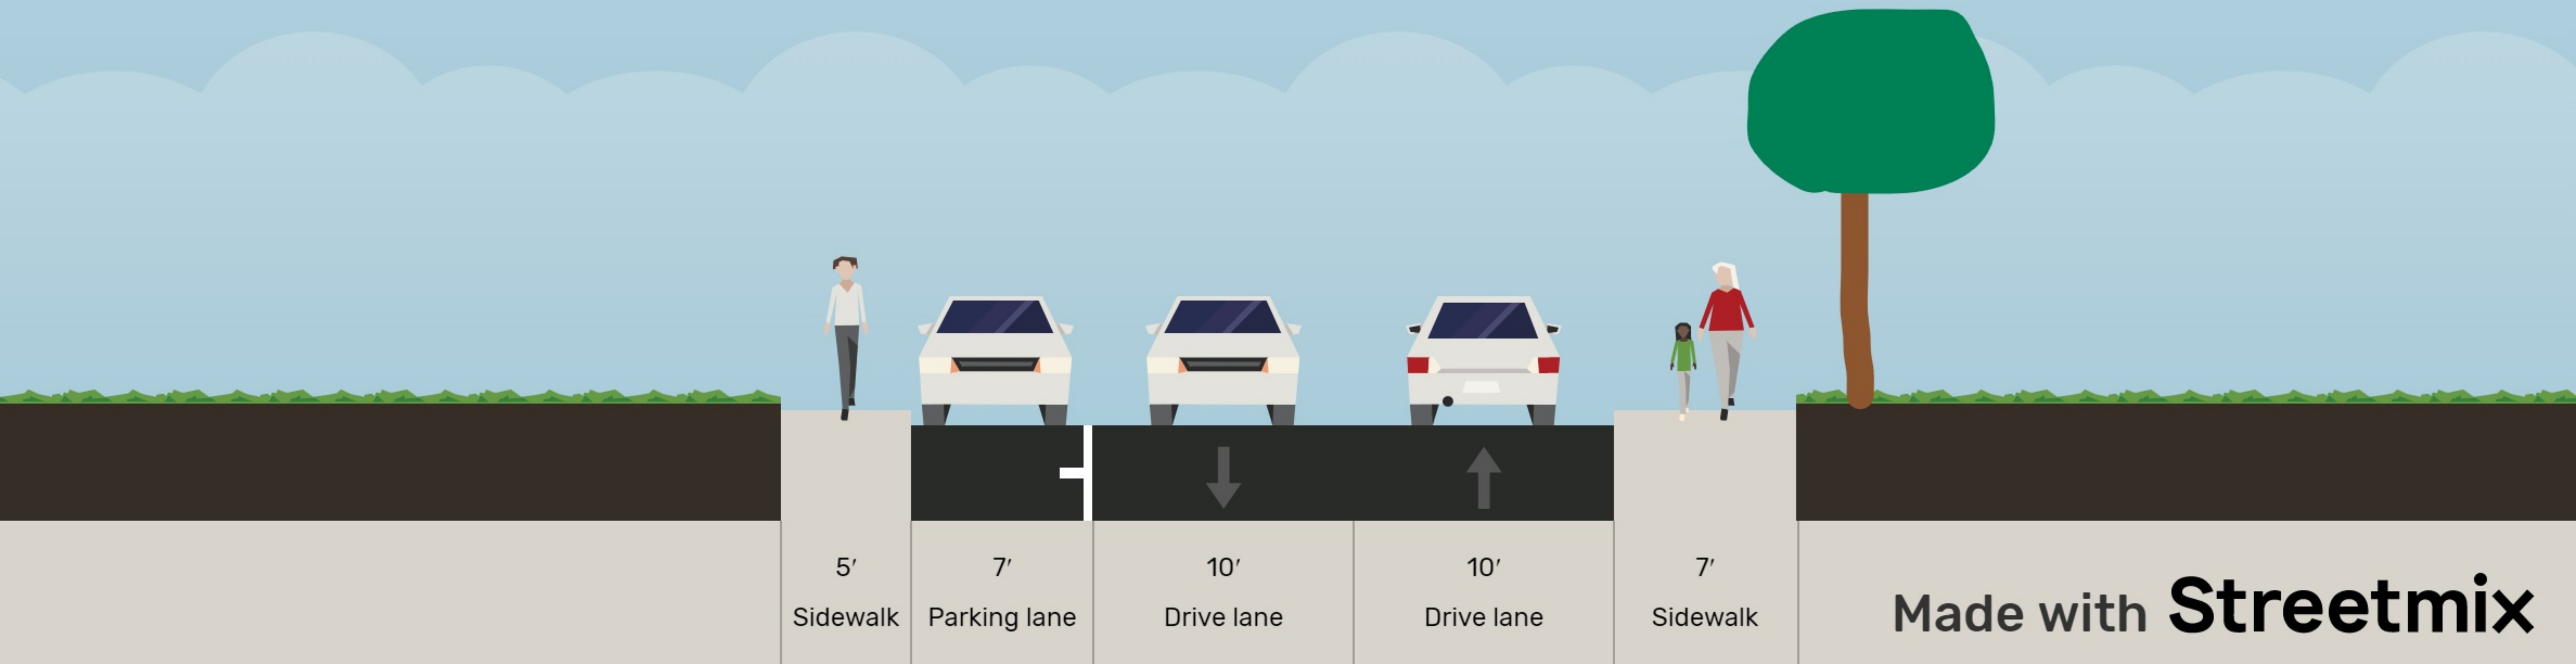 5′
7′
10′
10′
7′
Sidewalk
Parking lane
Drive lane
Drive lane
Sidewalk
Made with Streetmix